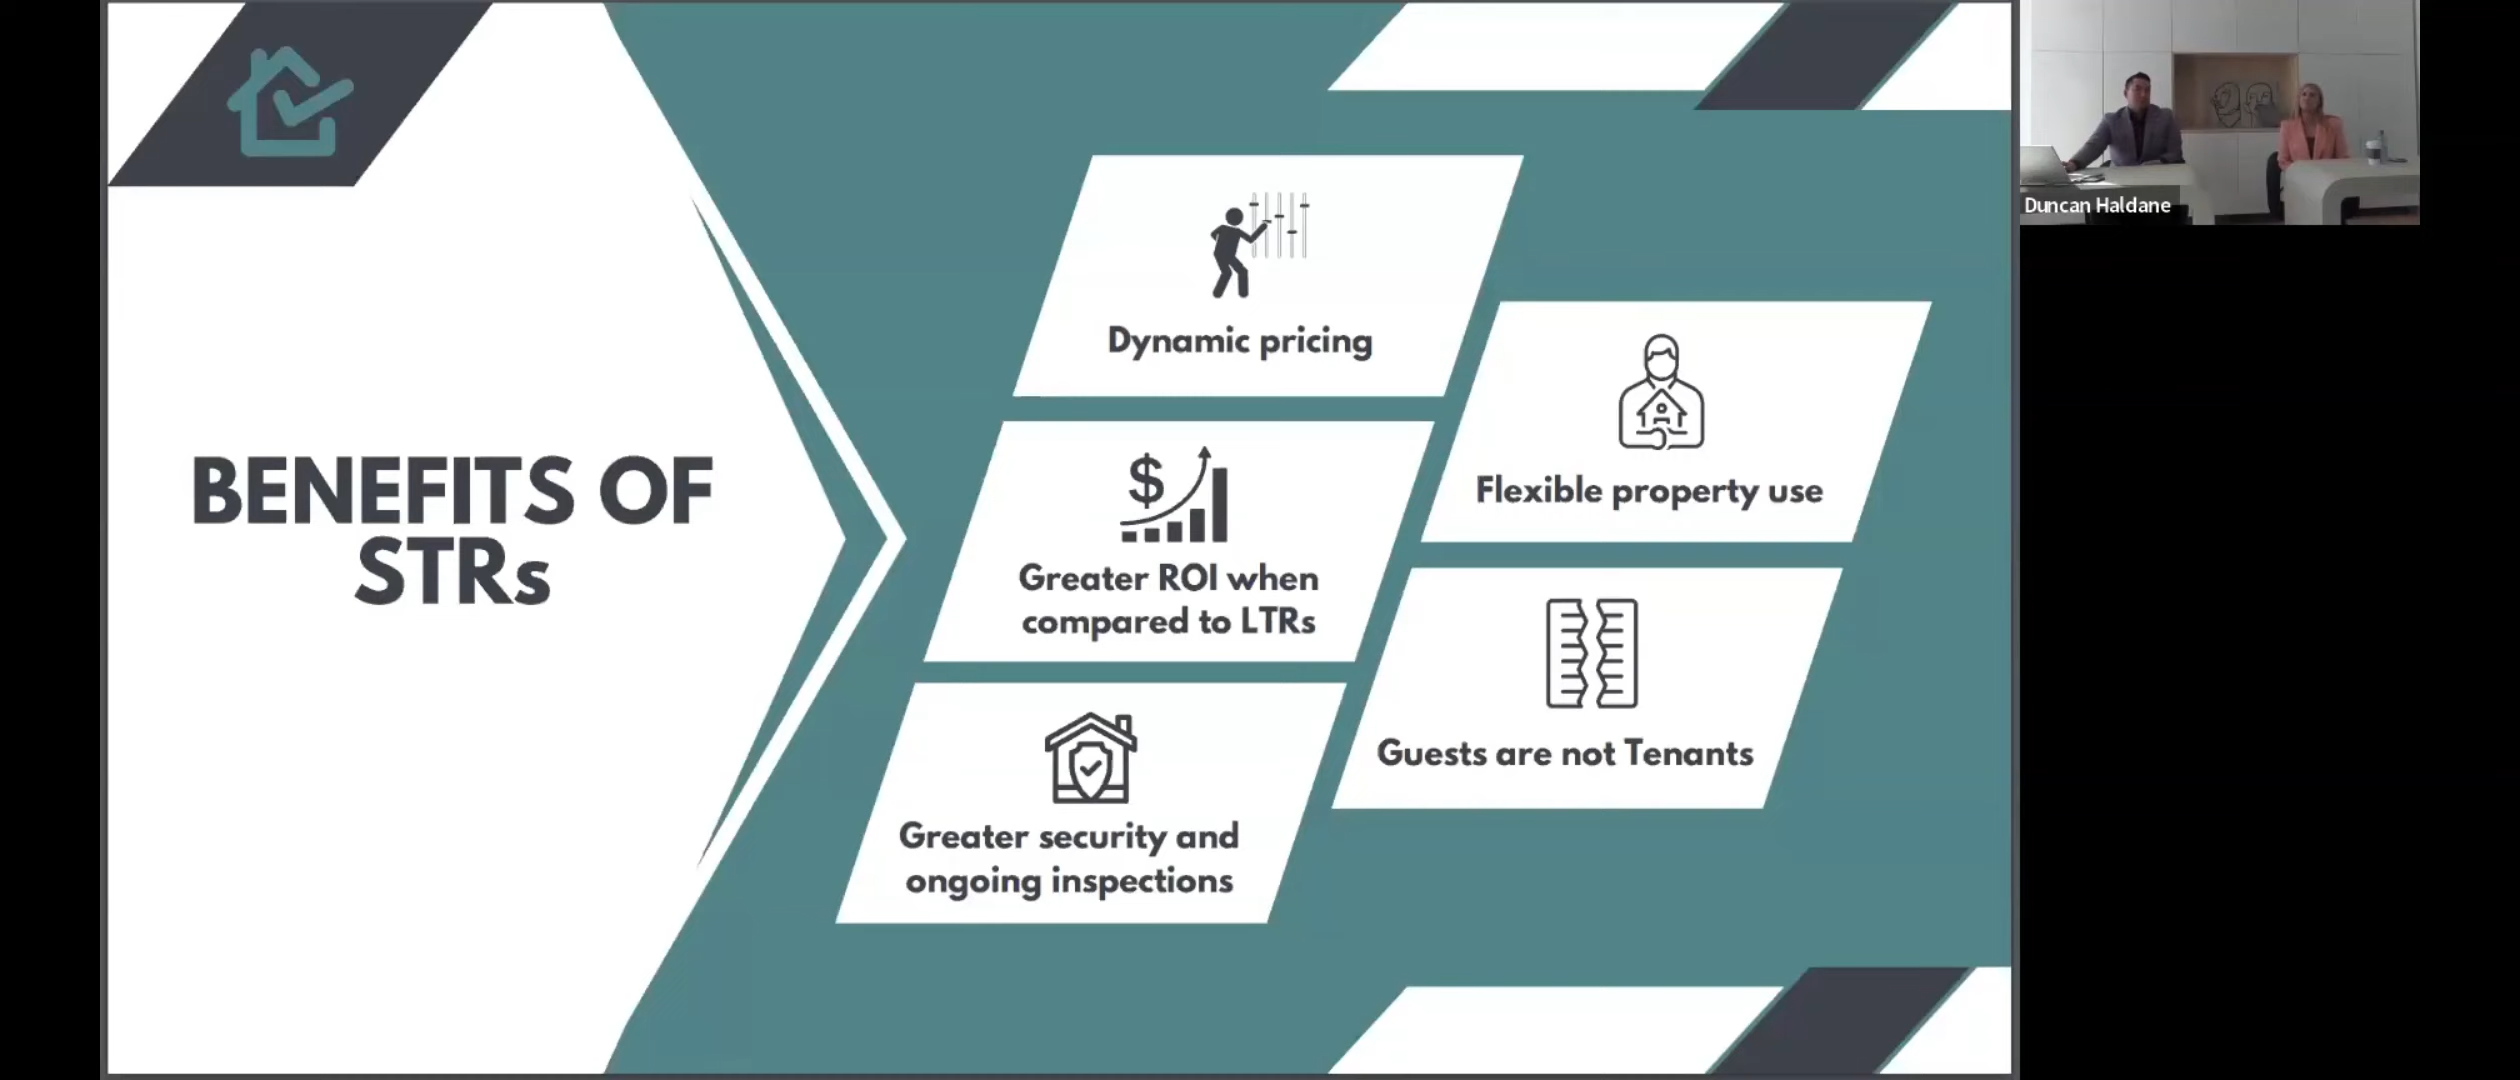 BENEFITS OF
STRs
Dynamic pricing
Flexible property use
$
Greater ROI when
compared to LTRs
Guests are not Tenants
Greater security and
ongoing inspections
Duncan Haldane